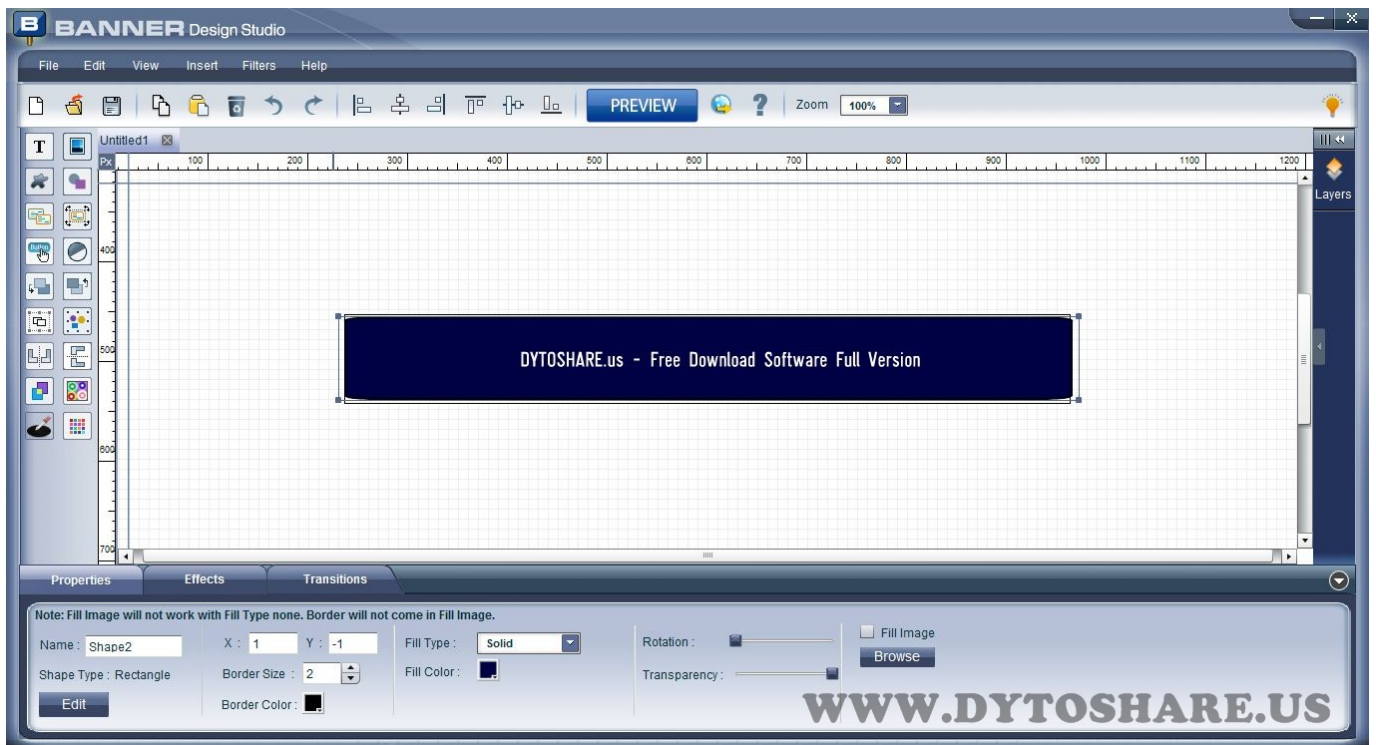 BANNER Design Studio
File Edit View Insert Filters Help
PREVIEW ? Zoom 100%
T Untitled1
Px 100 200 300 400 500 600 700 800 900 1000 1100 1200
Layers
Button
400
500
DYTOSHARE.us - Free Download Software Full Version
600
700
Properties Effects Transitions
Note: Fill Image will not work with Fill Type none. Border will not come in Fill Image.
Name : Shape2 X : 1 Y : -1 Fill Type : Solid Rotation : Fill Image
Browse
Shape Type : Rectangle Border Size : 2 Fill Color : Transparency :
Edit Border Color :
WWW.DYTOSHARE.US